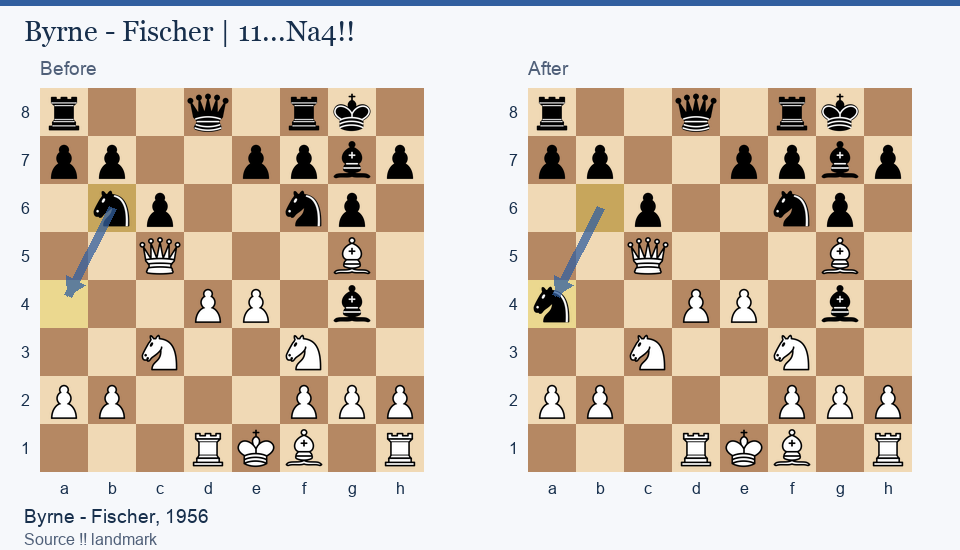 Byrne - Fischer | 11...Na4!!
Before
After
8
7
6
5
4
3
2
1
a b c d e f g h
8
7
6
5
4
3
2
1
a b c d e f g h
Byrne - Fischer, 1956
Source !! landmark